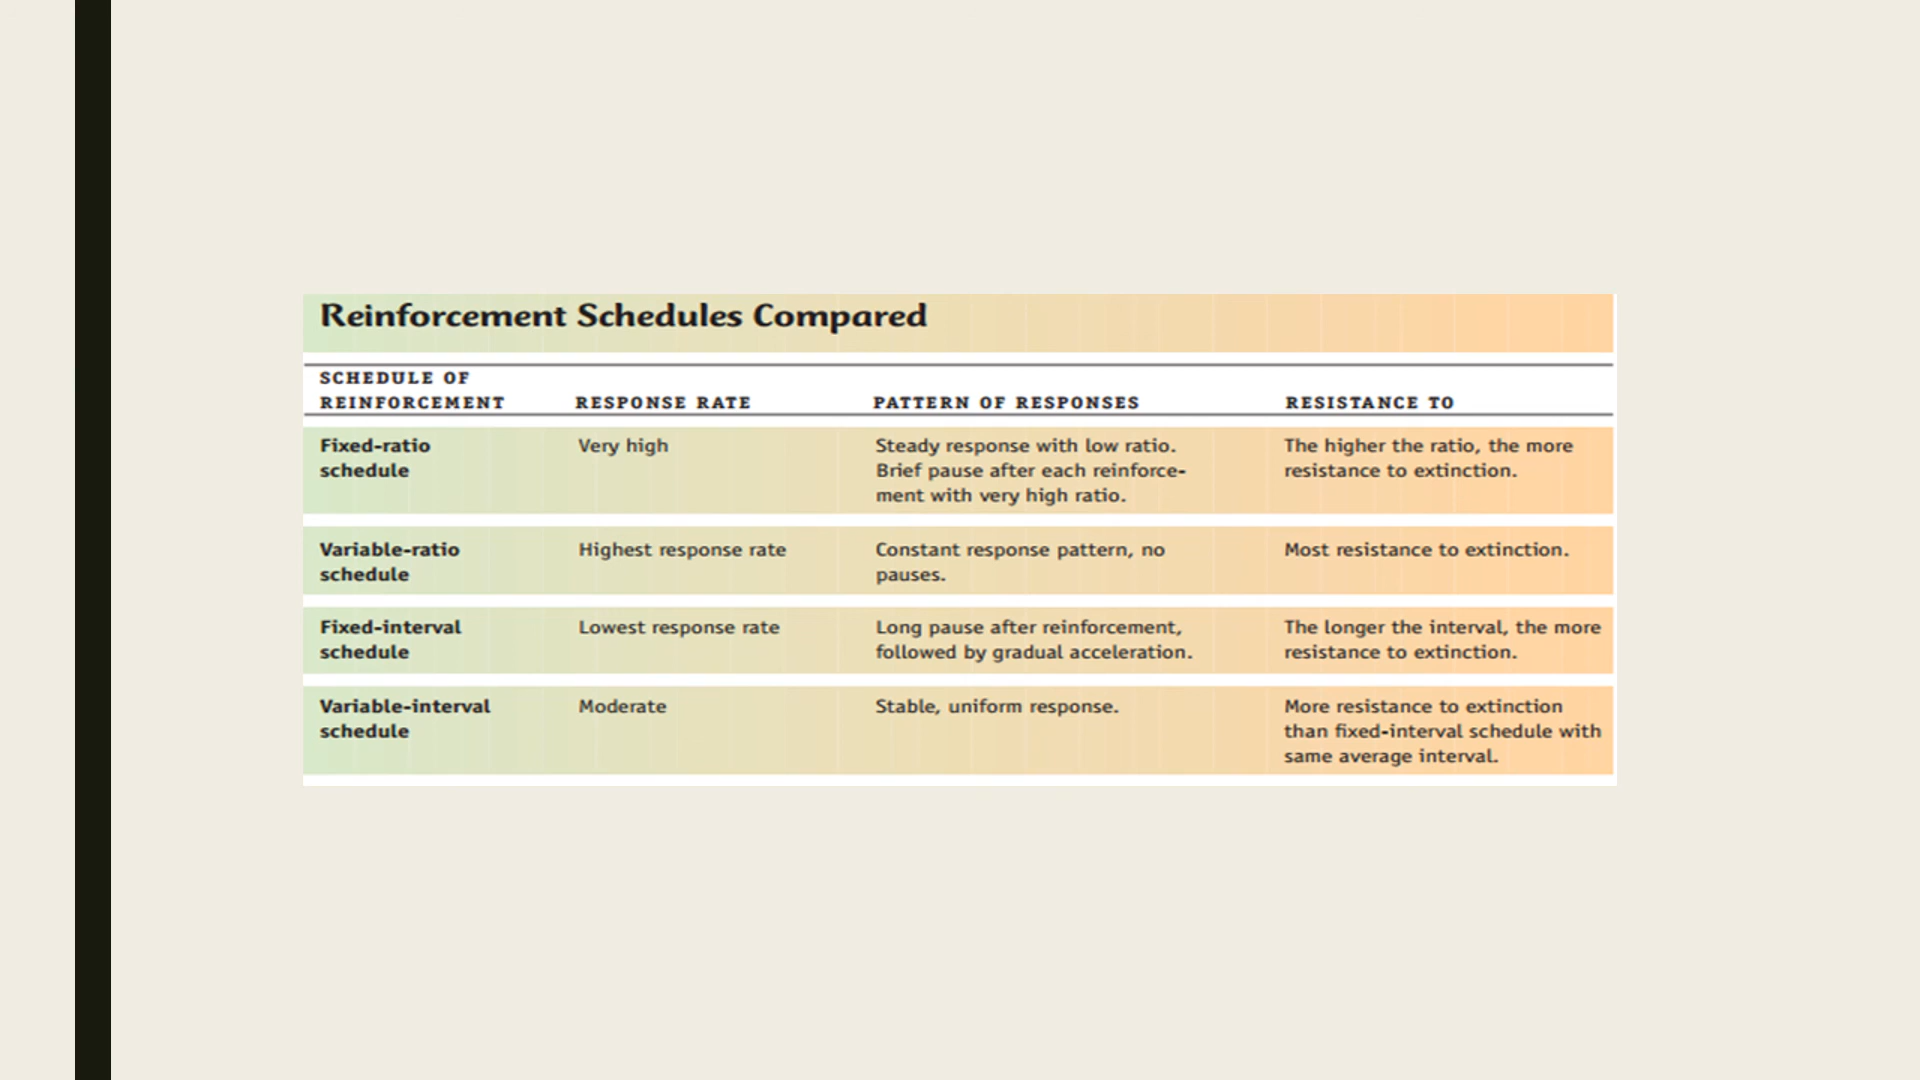 Reinforcement Schedules Compared
SCHEDULE OF
REINFORCEMENT RESPONSE RATE PATTERN OF RESPONSES RESISTANCE TO
Fixed-ratio Very high Steady response with low ratio. The higher the ratio, the more
schedule Brief pause after each reinforce- resistance to extinction.
ment with very high ratio.
Variable-ratio Highest response rate Constant response pattern, no Most resistance to extinction.
schedule pauses.
Fixed-interval Lowest response rate Long pause after reinforcement, The longer the interval, the more
schedule followed by gradual acceleration. resistance to extinction.
Variable-interval Moderate Stable, uniform response. More resistance to extinction
schedule than fixed-interval schedule with
same average interval.